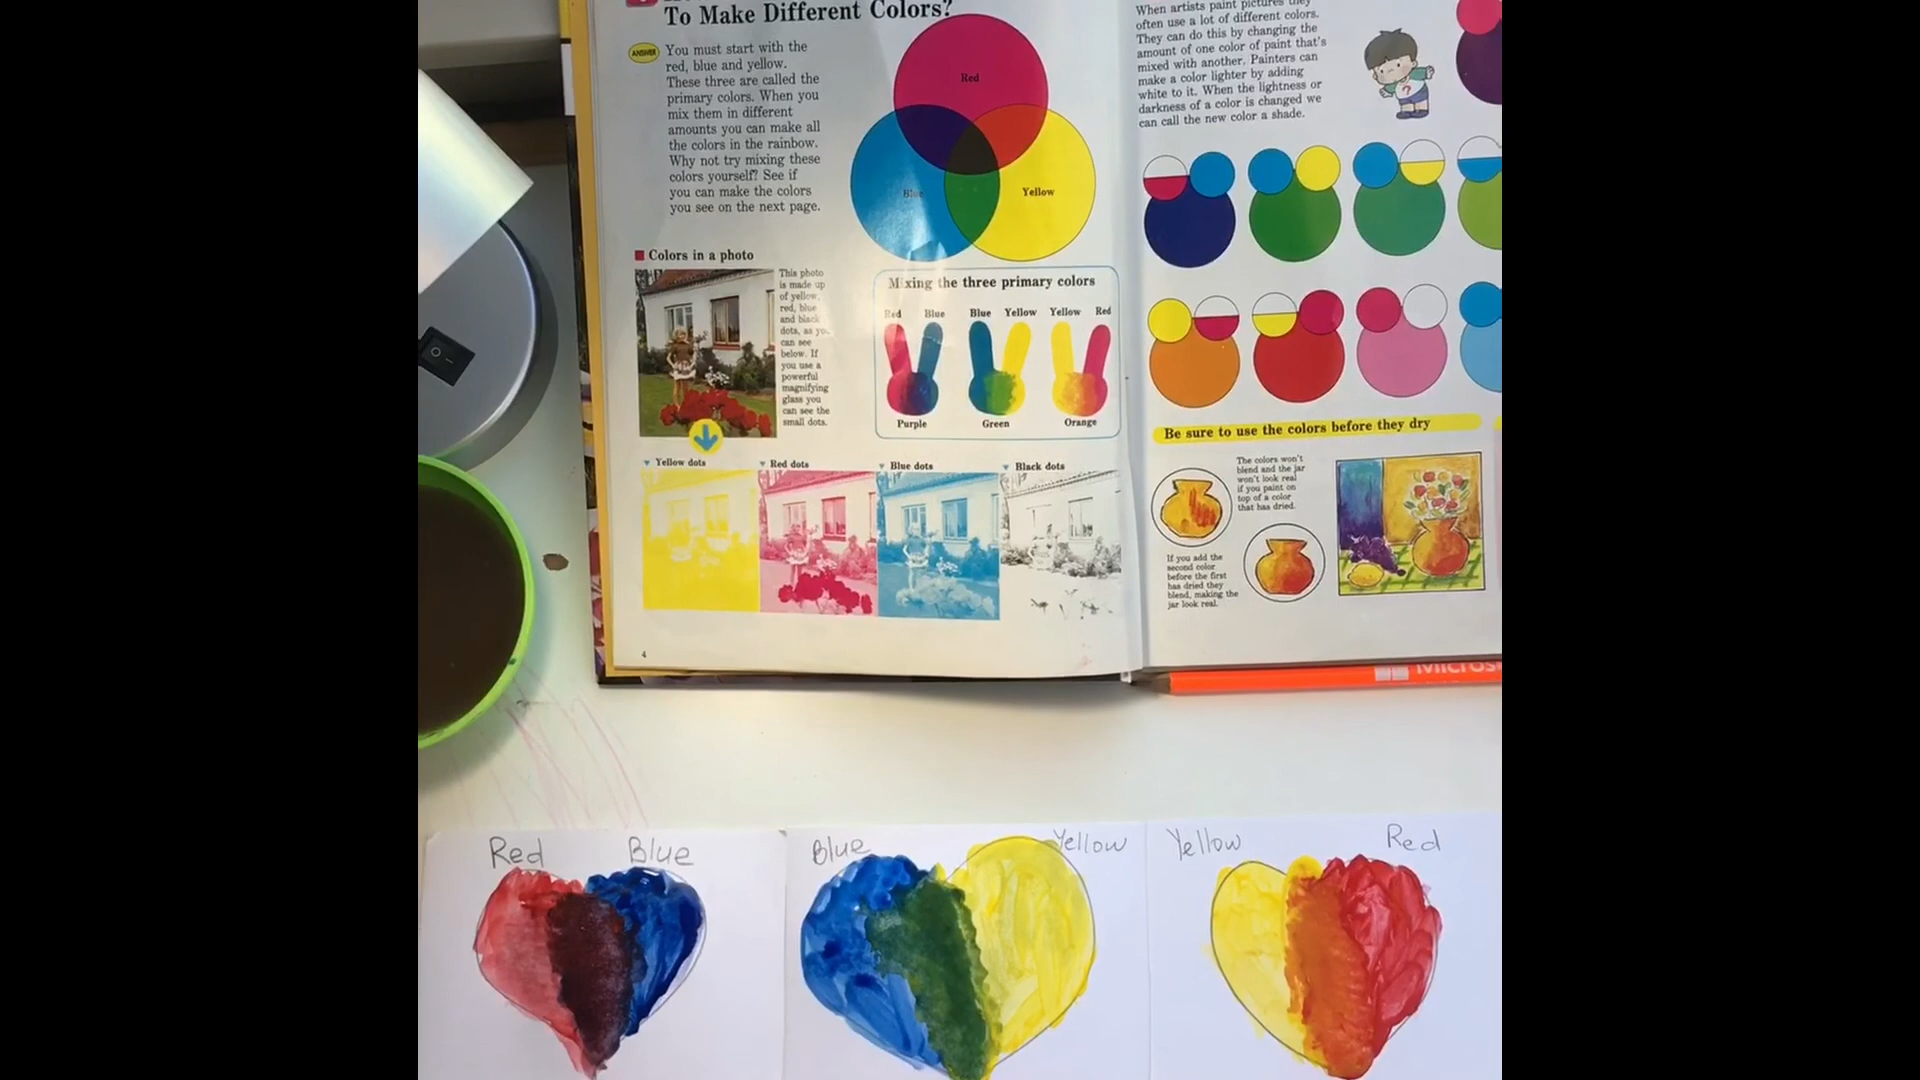 To Make Different Colors?
ANSWER
You must start with the
red, blue and yellow.
These three are called the
primary colors. When you
mix them in different
amounts you can make all
the colors in the rainbow.
Why not try mixing these
colors yourself? See if
you can make the colors
you see on the next page.
Red
Blue
Yellow
Colors in a photo
This photo
is made up
of yellow,
red, blue
and black
dots, as you
can see
below. If
you use a
powerful
magnifying
glass you
can see the
small dots.
Mixing the three primary colors
Red Blue Blue Yellow Yellow Red
Purple Green Orange
Yellow dots Red dots Blue dots Black dots
4
When artists paint pictures they
often use a lot of different colors.
They can do this by changing the
amount of one color of paint that's
mixed with another. Painters can
make a color lighter by adding
white to it. When the lightness or
darkness of a color is changed we
can call the new color a shade.
?
Be sure to use the colors before they dry
The colors won't
blend and the jar
won't look real
if you paint on
top of a color
that has dried.
If you add the
second color
before the first
has dried they
blend, making the
jar look real.
Red Blue
Blue Yellow
Yellow Red